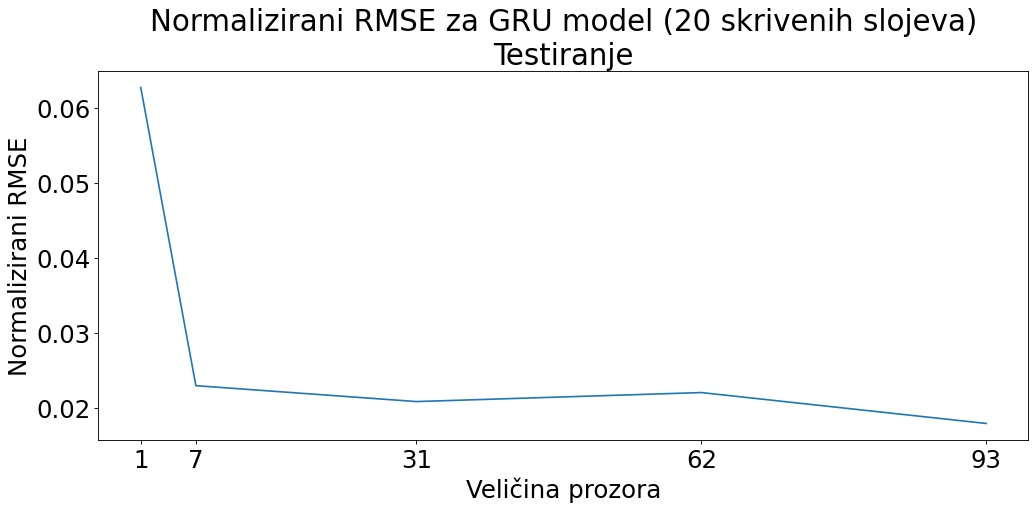 Normalizirani RMSE za GRU model (20 skrivenih slojeva)
Testiranje
Normalizirani RMSE
0.06
0.05
0.04
0.03
0.02
1 7 31 62 93
Veličina prozora